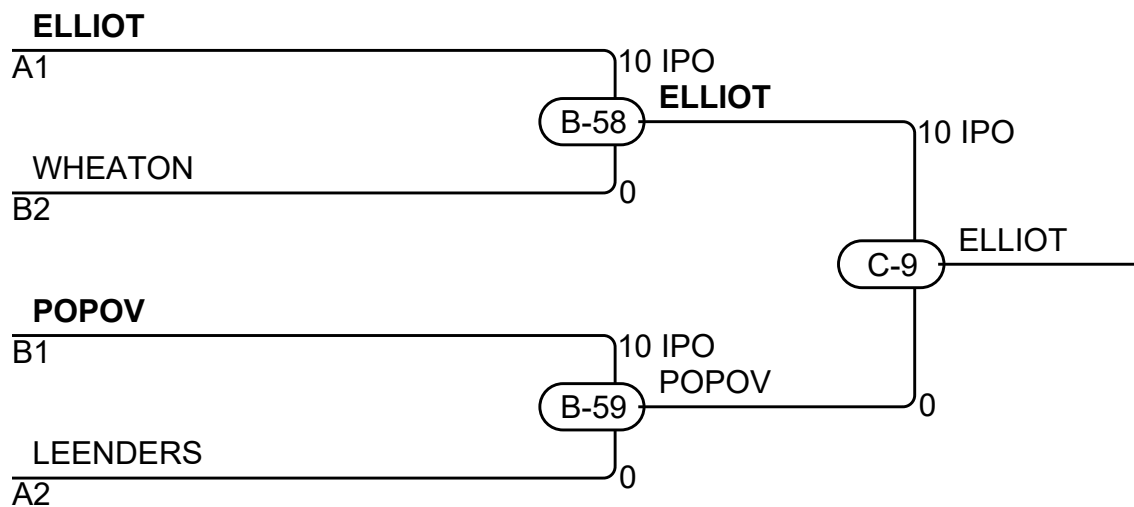 ELLIOT
A1
10 IPO
B-58
ELLIOT
10 IPO
WHEATON
B2
0
C-9
ELLIOT
POPOV
B1
10 IPO
B-59
POPOV
0
LEENDERS
A2
0